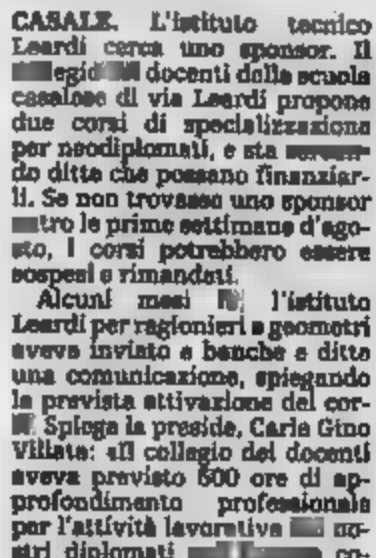 CASALE. L'istituto tecnico
Leardi cerca uno sponsor. Il
docenti della scuola
casalese di via Leardi propone
due corsi di specializzazione
per neodiplomati, e sta
do ditte che possano finanziar-
li. Se non trovasse uno sponsor
le prime settimane d'ago-
sto, i corsi potrebbero essere
sospesi e rimandati.
Alcuni mesi l'istituto
Leardi per ragionieri e geometri
aveva inviato a banche e ditte
una comunicazione, spiegando
la prevista attivazione dei cor-
Spiega la preside, Carla Gino
Villata: «Il collegio dei docenti
aveva previsto 600 ore di ap-
profondimento professionale
per l'attività lavorativa no-
stri diplomati